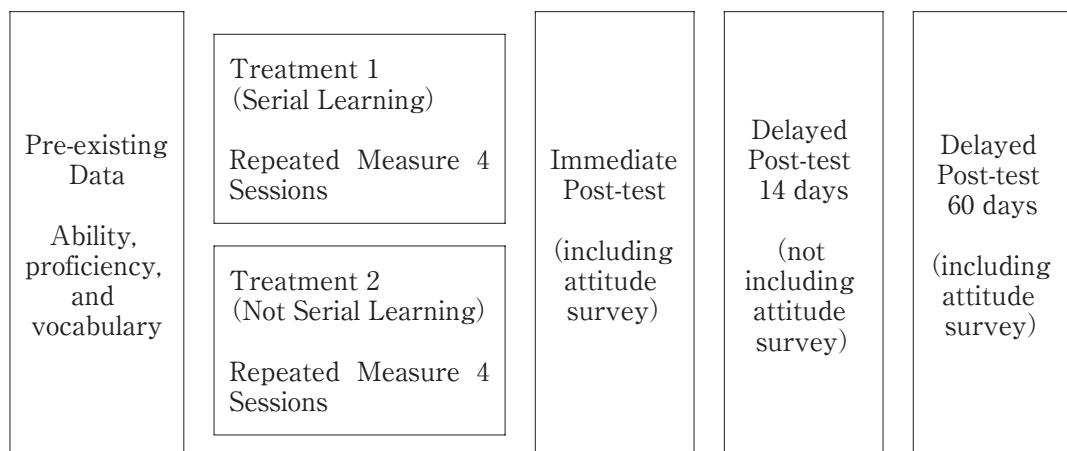 Pre-existing
Data
Ability,
proficiency,
and
vocabulary
Treatment 1
(Serial Learning)
Repeated Measure 4
Sessions
Treatment 2
(Not Serial Learning)
Repeated Measure 4
Sessions
Immediate
Post-test
(including
attitude
survey)
Delayed
Post-test
14 days
(not
including
attitude
survey)
Delayed
Post-test
60 days
(including
attitude
survey)